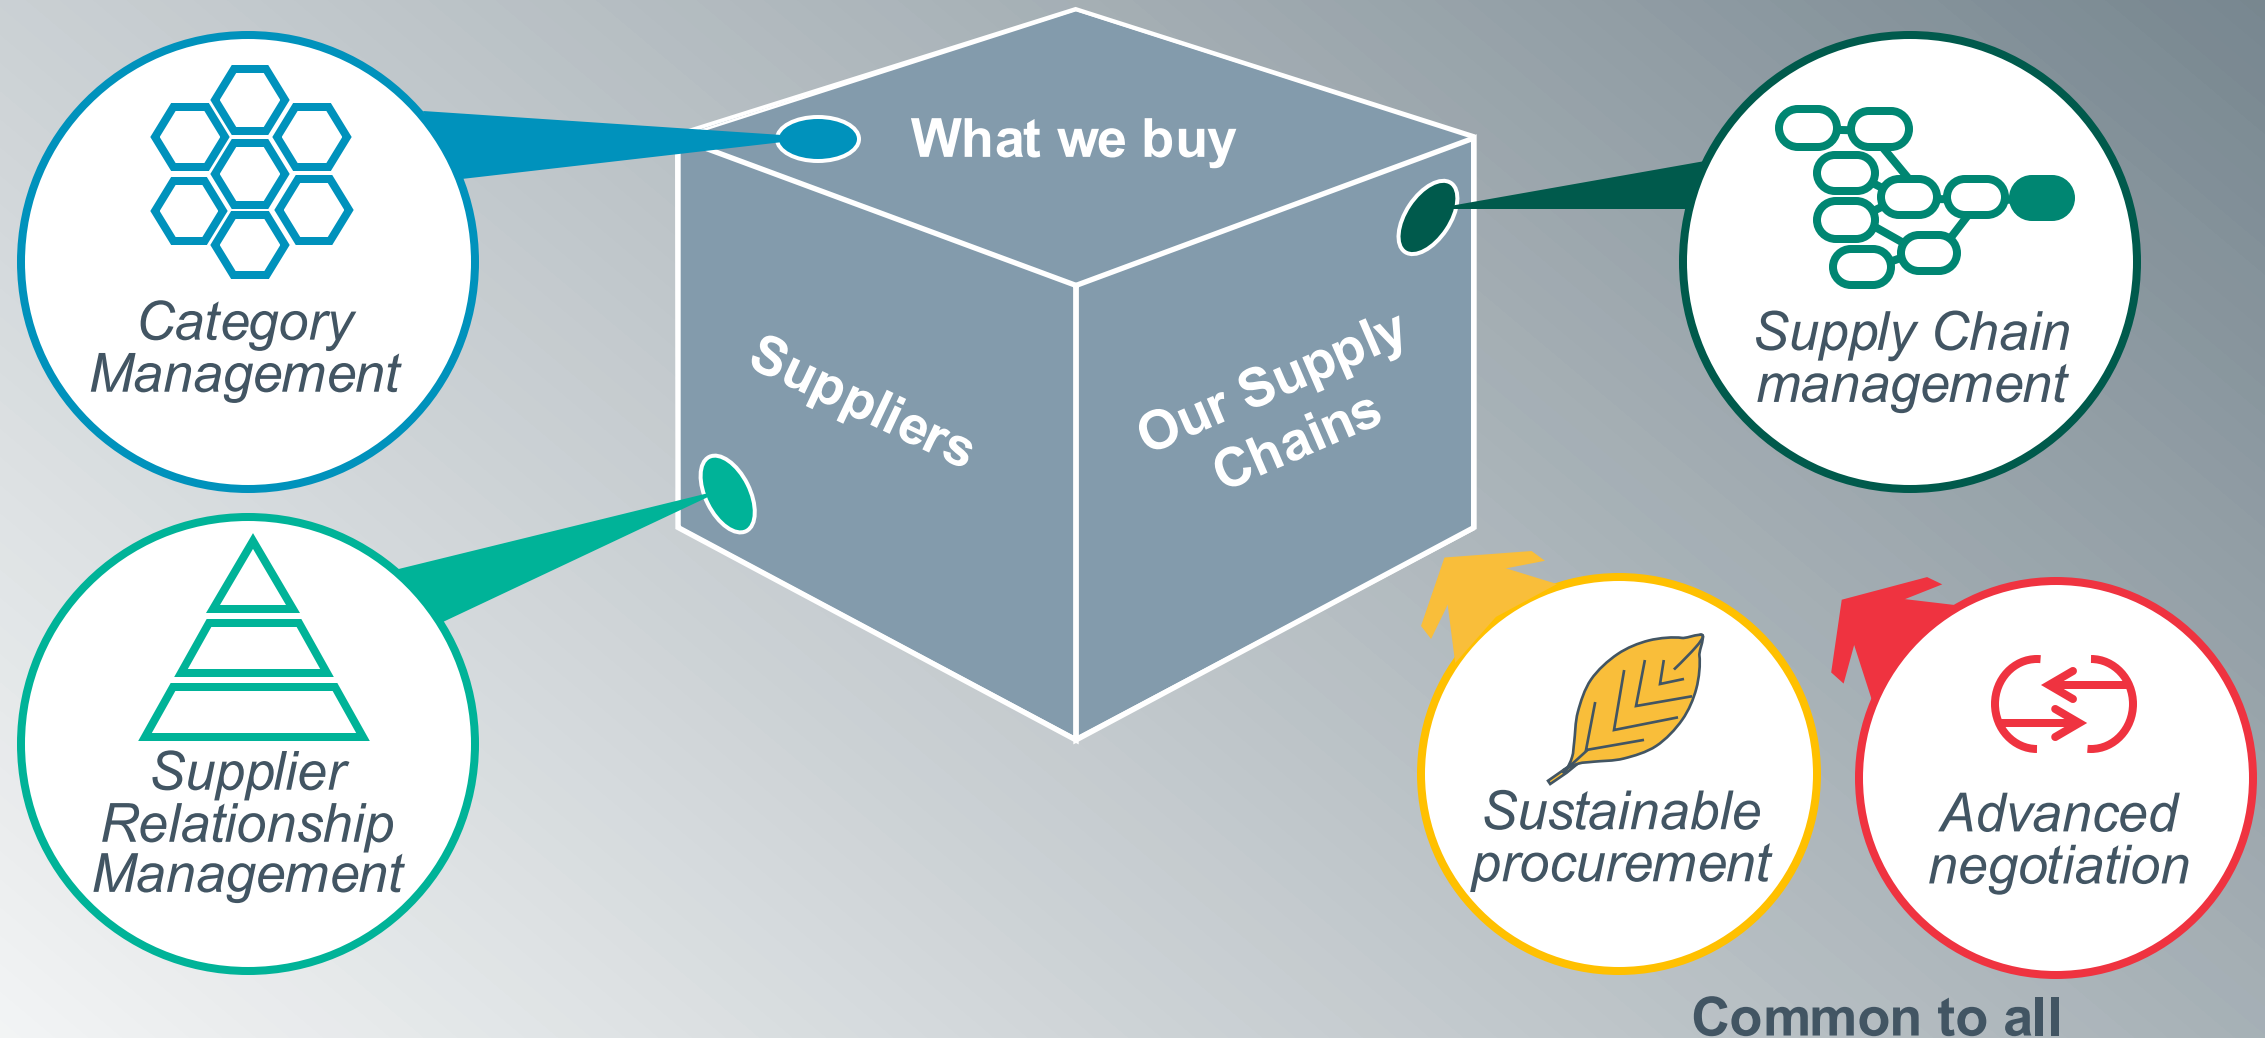 What we buy
Category
Management
Suppliers
Our Supply
Chains
Supply Chain
management
Supplier
Relationship
Management
Sustainable
procurement
Advanced
negotiation
Common to all